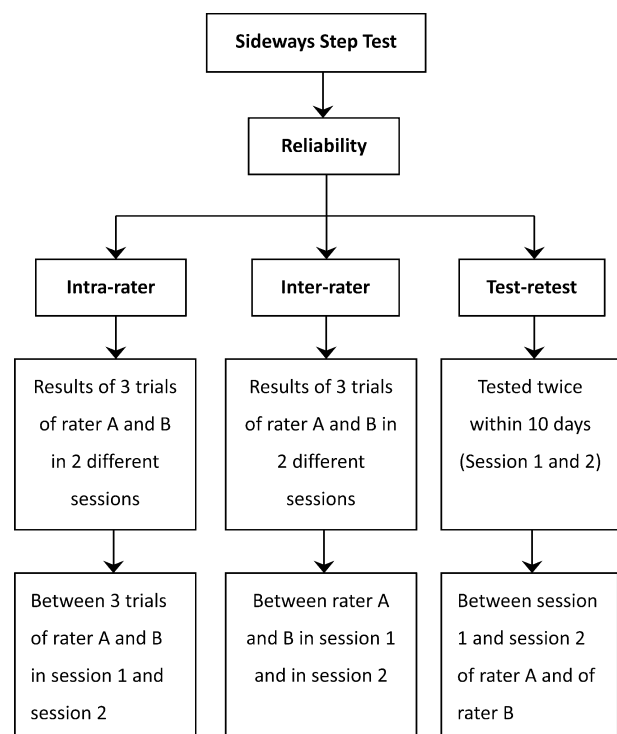 Sideways Step Test
Reliability
Intra-rater
Inter-rater
Test-retest
Results of 3 trials
of rater A and B
in 2 different
sessions
Results of 3 trials
of rater A and B in
2 different
sessions
Tested twice
within 10 days
(Session 1 and 2)
Between 3 trials
of rater A and B
in session 1 and
session 2
Between rater A
and B in session 1
and in session 2
Between session
1 and session 2
of rater A and of
rater B